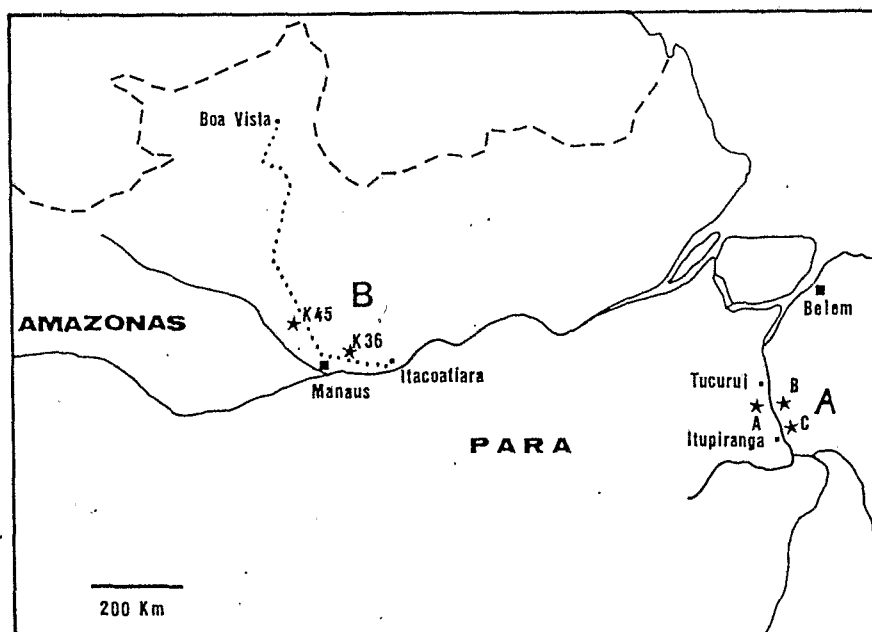 Boa Vista
B
K45
AMAZONAS
K36
Belem
Manaus
Itacoatiara
Tucurui
B
A
A
C
Itupiranga
PARA
200 Km